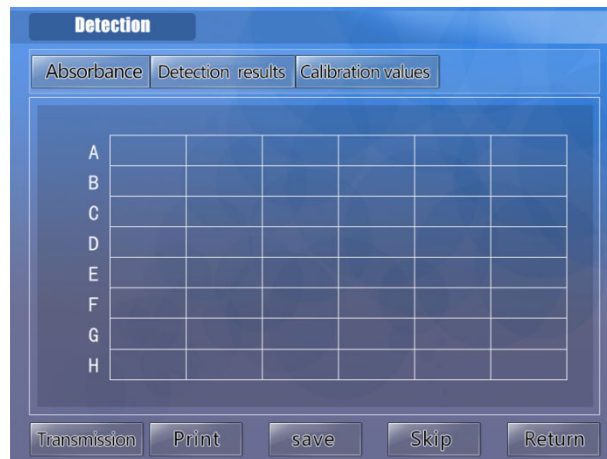 Detection
Absorbance Detection results Calibration values
A
B
C
D
E
F
G
H
Transmission Print save Skip Return